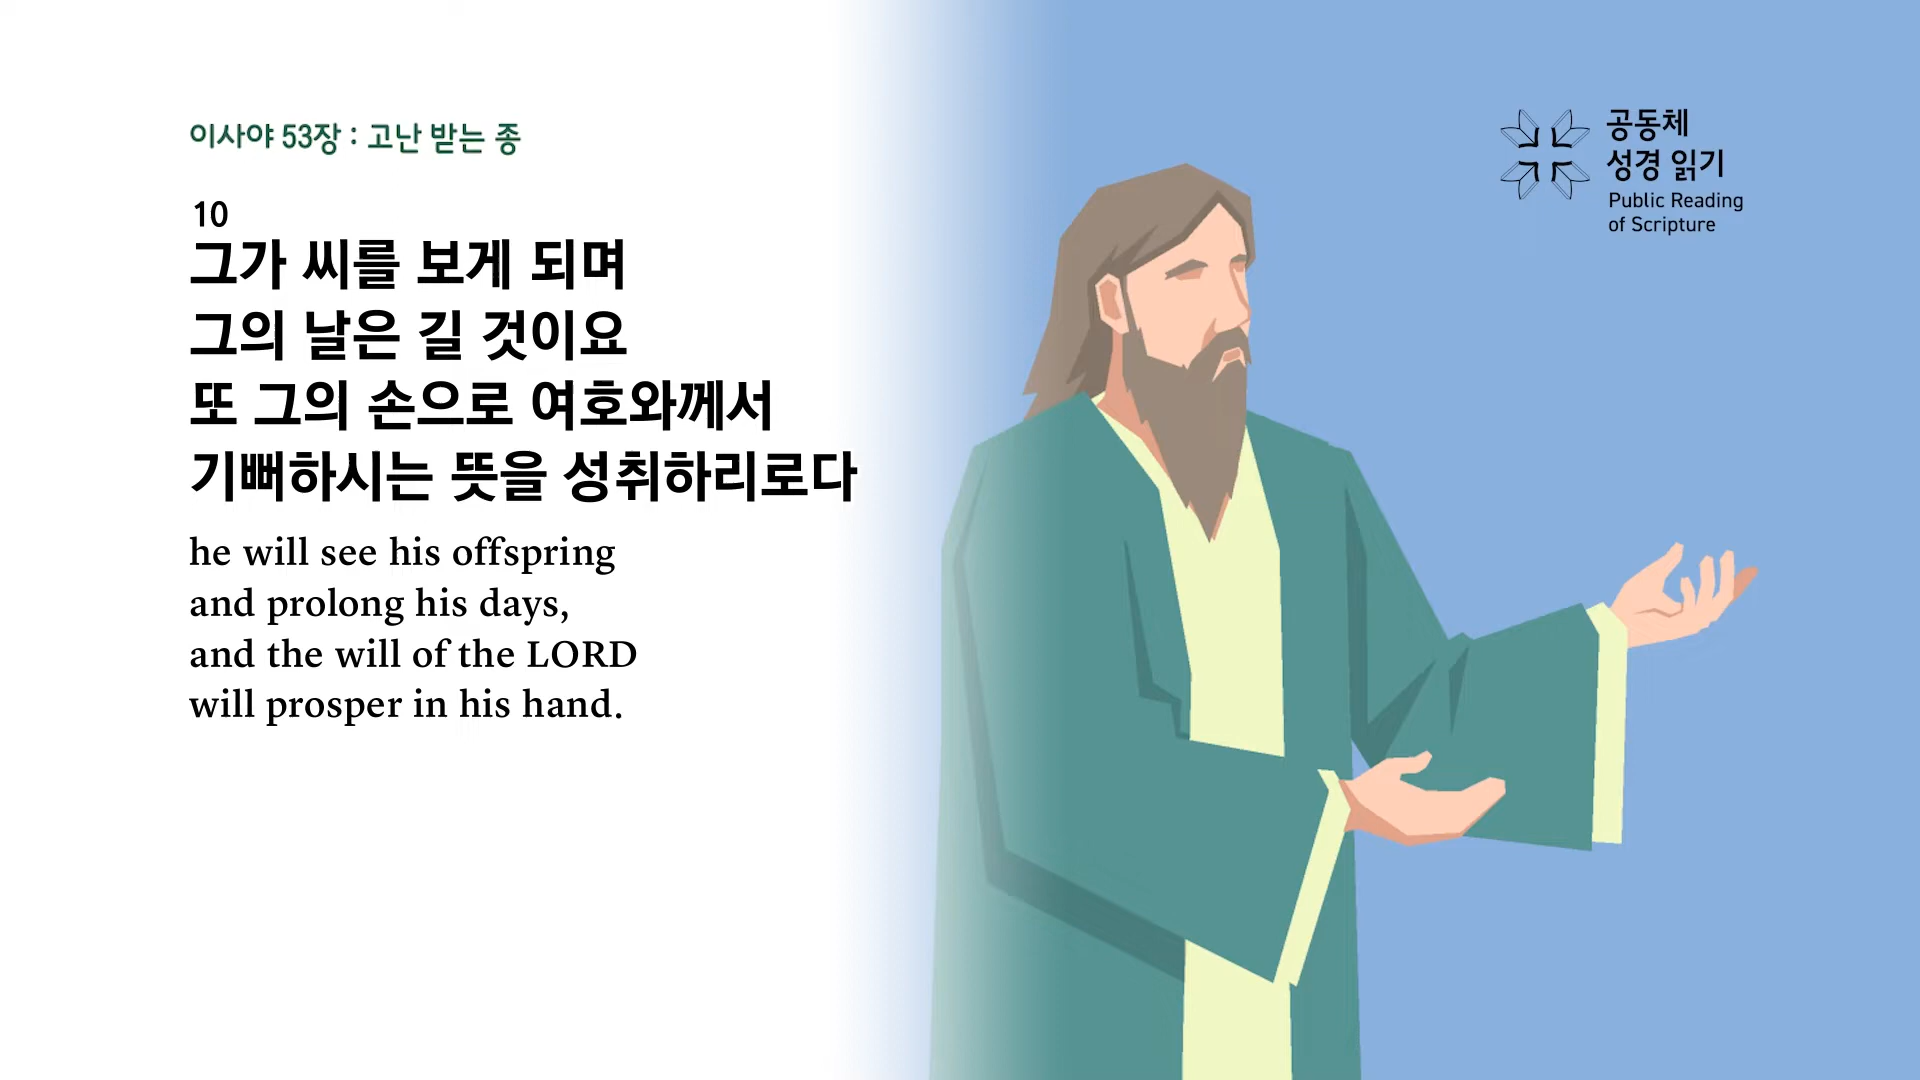 이사야 53장 : 고난 받는 종
10
그가 씨를 보게 되며
그의 날은 길 것이요
또 그의 손으로 여호와께서
기뻐하시는 뜻을 성취하리로다
he will see his offspring
and prolong his days,
and the will of the LORD
will prosper in his hand.
공동체
성경 읽기
Public Reading
of Scripture